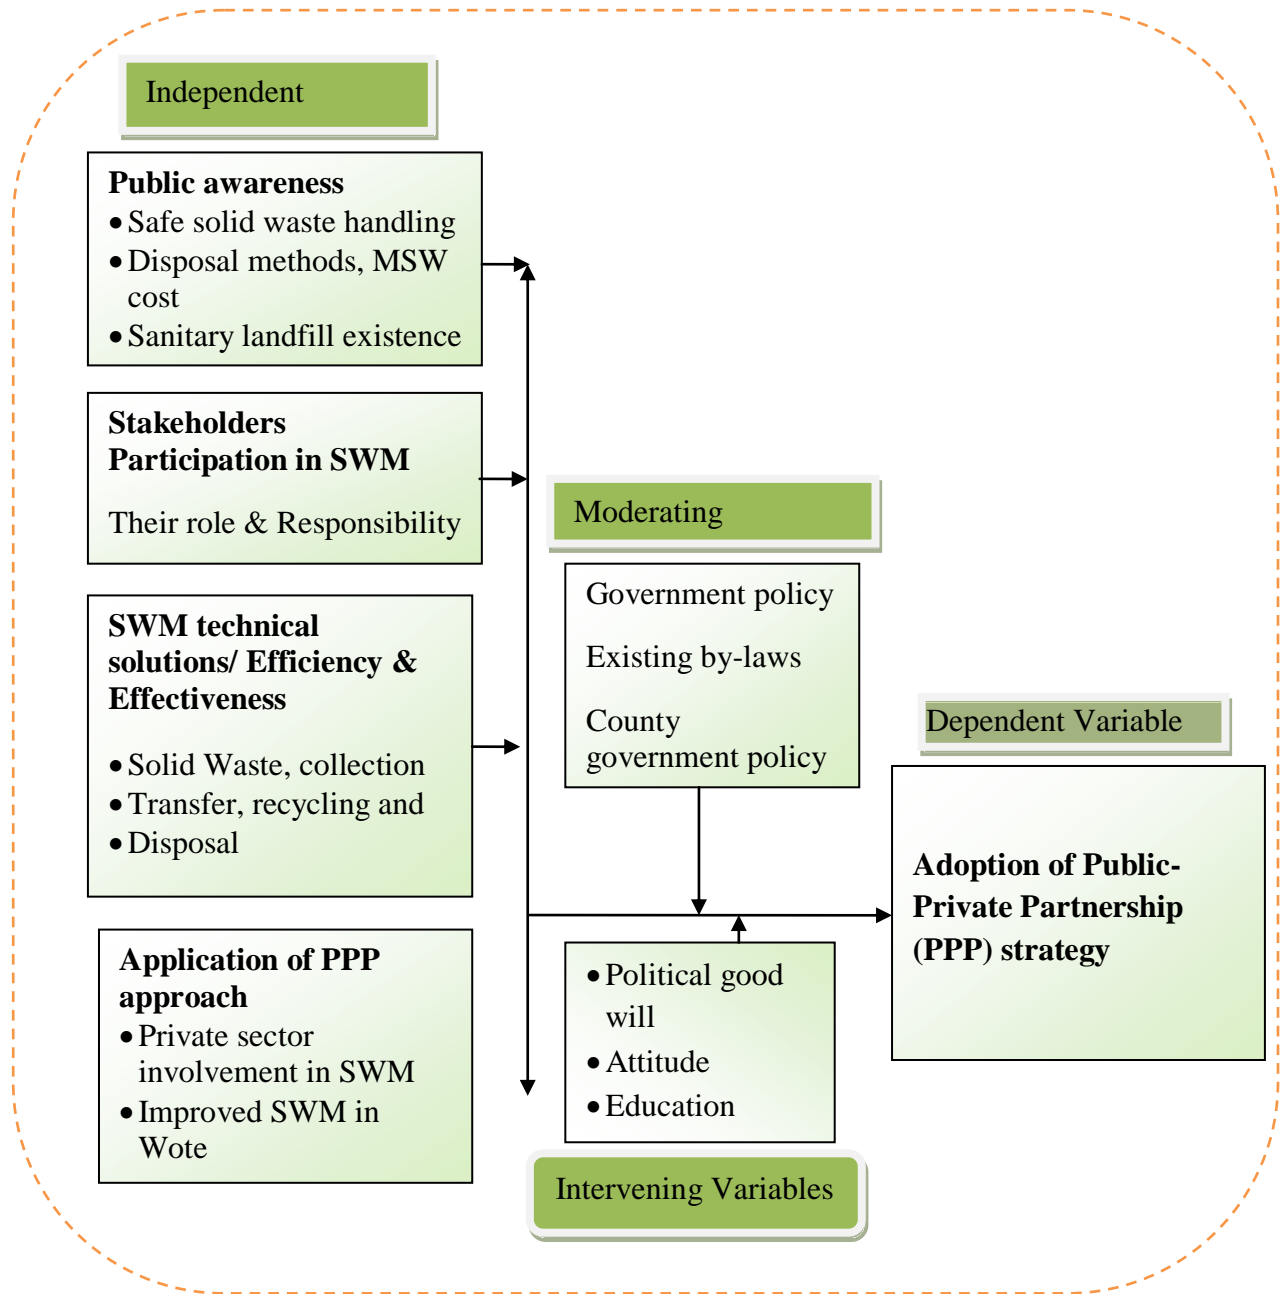 Independent
Public awareness
• Safe solid waste handling
• Disposal methods, MSW
cost
• Sanitary landfill existence
Stakeholders
Participation in SWM
Their role & Responsibility
SWM technical
solutions/ Efficiency &
Effectiveness
• Solid Waste, collection
• Transfer, recycling and
• Disposal
Application of PPP
approach
• Private sector
involvement in SWM
• Improved SWM in
Wote
Moderating
Government policy
Existing by-laws
County
government policy
• Political good
will
• Attitude
• Education
Intervening Variables
Dependent Variable
Adoption of Public-
Private Partnership
(PPP) strategy